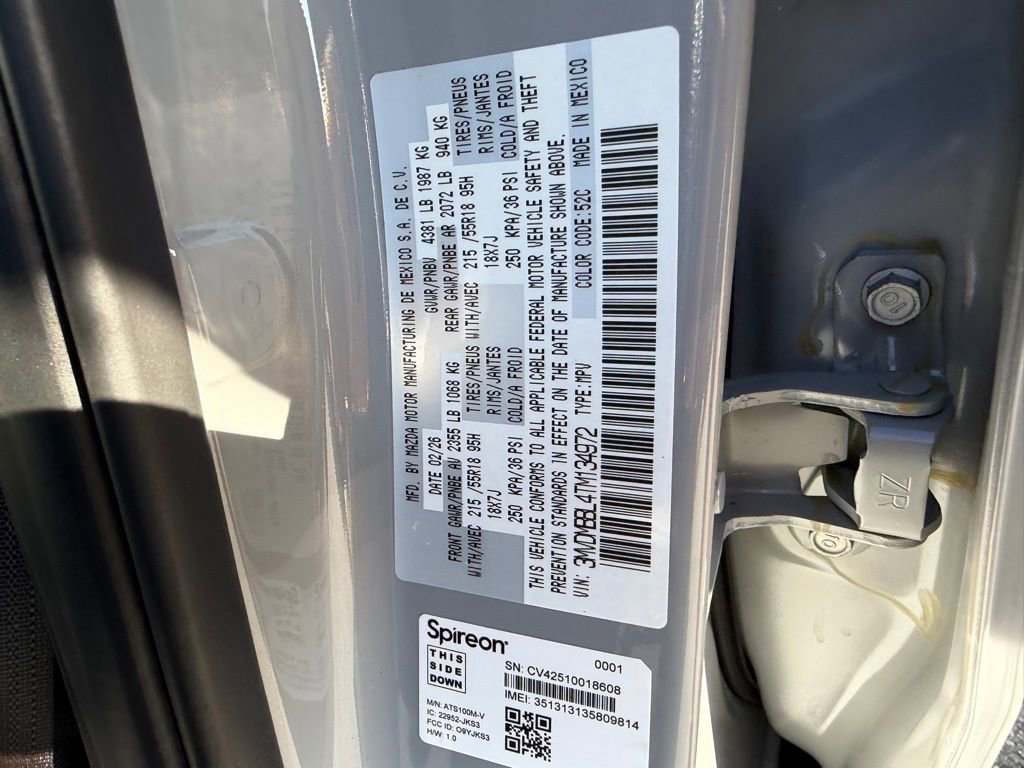 MFD. BY MAZDA MOTOR MANUFACTURING DE MEXICO S.A. DE C.V.
DATE 02/26 GVWR/PNBV 4381 LB 1987 KG
FRONT GAWR/PNBE AV 2355 LB 1068 KG REAR GAWR/PNBE AR 2072 LB 940 KG
WITH/AVEC 215 /55R18 95H TIRES/PNEUS WITH/AVEC 215 /55R18 95H TIRES/PNEUS
18X7J RIMS/JANTES 18X7J RIMS/JANTES
250 KPA/36 PSI COLD/A FROID 250 KPA/36 PSI COLD/A FROID
THIS VEHICLE CONFORMS TO ALL APPLICABLE FEDERAL MOTOR VEHICLE SAFETY AND THEFT
PREVENTION STANDARDS IN EFFECT ON THE DATE OF MANUFACTURE SHOWN ABOVE.
VIN: 3MVDMBBL4TM134972 TYPE:MPV COLOR CODE:52C MADE IN MEXICO
Spireon®
THIS
SIDE
DOWN
0001
SN: CV42510018608
IMEI: 351313135809814
M/N: ATS100M-V
IC: 22952-JKS3
FCC ID: O9YJKS3
H/W: 1.0
ZR